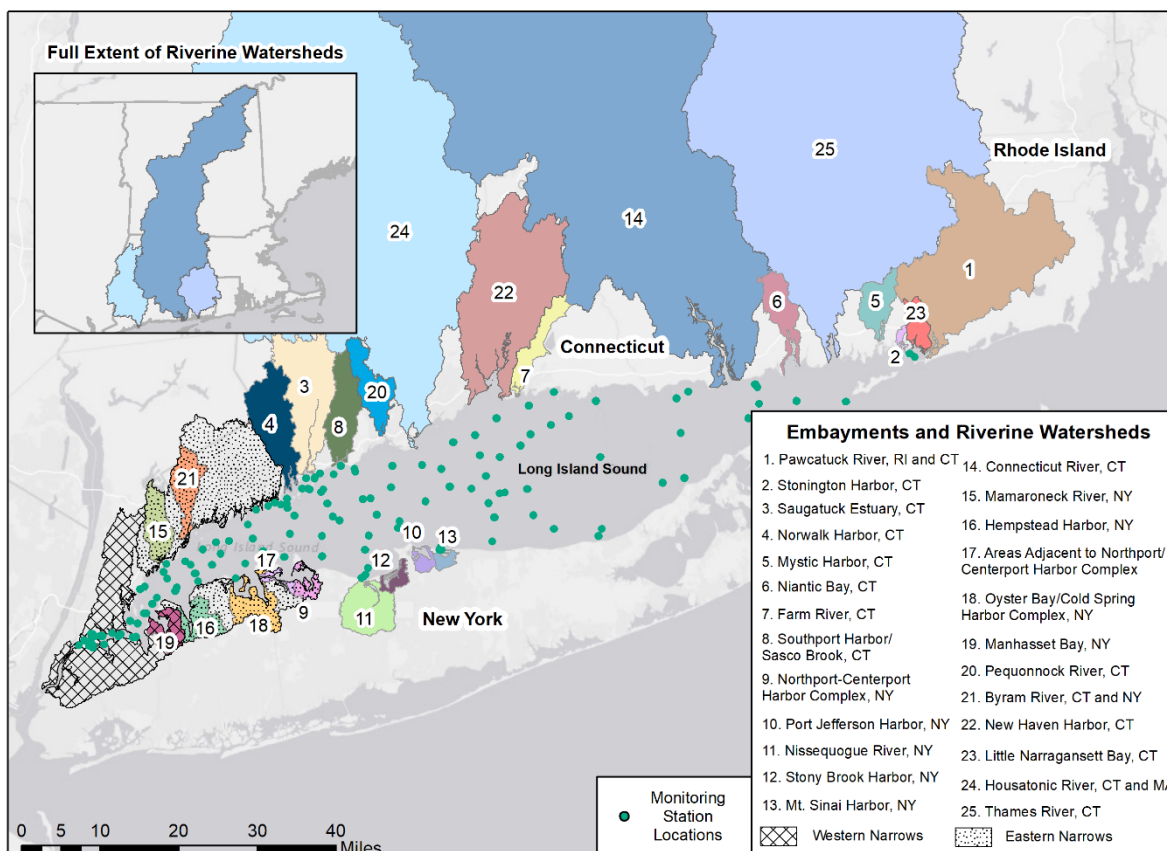 Full Extent of Riverine Watersheds
Rhode Island
25
14
24
1
22
6
5
23
2
Connecticut
7
3
20
4
8
21
15
Long Island Sound
Long Island Sound
10
13
17
12
9
11
New York
16
18
19
Embayments and Riverine Watersheds
1. Pawcatuck River, RI and CT
2. Stonington Harbor, CT
3. Saugatuck Estuary, CT
4. Norwalk Harbor, CT
5. Mystic Harbor, CT
6. Niantic Bay, CT
7. Farm River, CT
8. Southport Harbor/
Sasco Brook, CT
9. Northport-Centerport
Harbor Complex, NY
10. Port Jefferson Harbor, NY
11. Nissequogue River, NY
12. Stony Brook Harbor, NY
13. Mt. Sinai Harbor, NY
14. Connecticut River, CT
15. Mamaroneck River, NY
16. Hempstead Harbor, NY
17. Areas Adjacent to Northport/
Centerport Harbor Complex
18. Oyster Bay/Cold Spring
Harbor Complex, NY
19. Manhasset Bay, NY
20. Pequonnock River, CT
21. Byram River, CT and NY
22. New Haven Harbor, CT
23. Little Narragansett Bay, CT
24. Housatonic River, CT and MA
25. Thames River, CT
Western Narrows
Eastern Narrows
Monitoring
Station
Locations
0 5 10 20 30 40
Miles